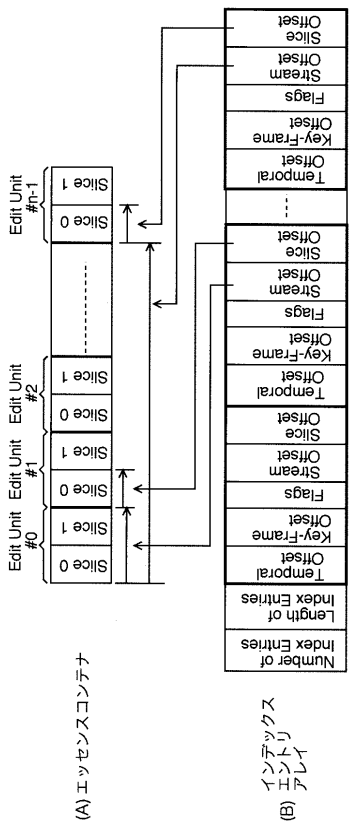 Edit Unit
#0
Edit Unit
#1
Edit Unit
#2
Edit Unit
#n-1
(A) エッセンスコンテナ
Slice 0
Slice 1
Slice 0
Slice 1
Slice 0
Slice 1
Slice 0
Slice 1
(B)
インデックス
エントリ
アレイ
Number of
Index Entries
Length of
Index Entries
Temporal
Offset
Key-Frame
Offset
Flags
Stream
Offset
Slice
Offset
Temporal
Offset
Key-Frame
Offset
Flags
Stream
Offset
Slice
Offset
Temporal
Offset
Key-Frame
Offset
Flags
Stream
Offset
Slice
Offset